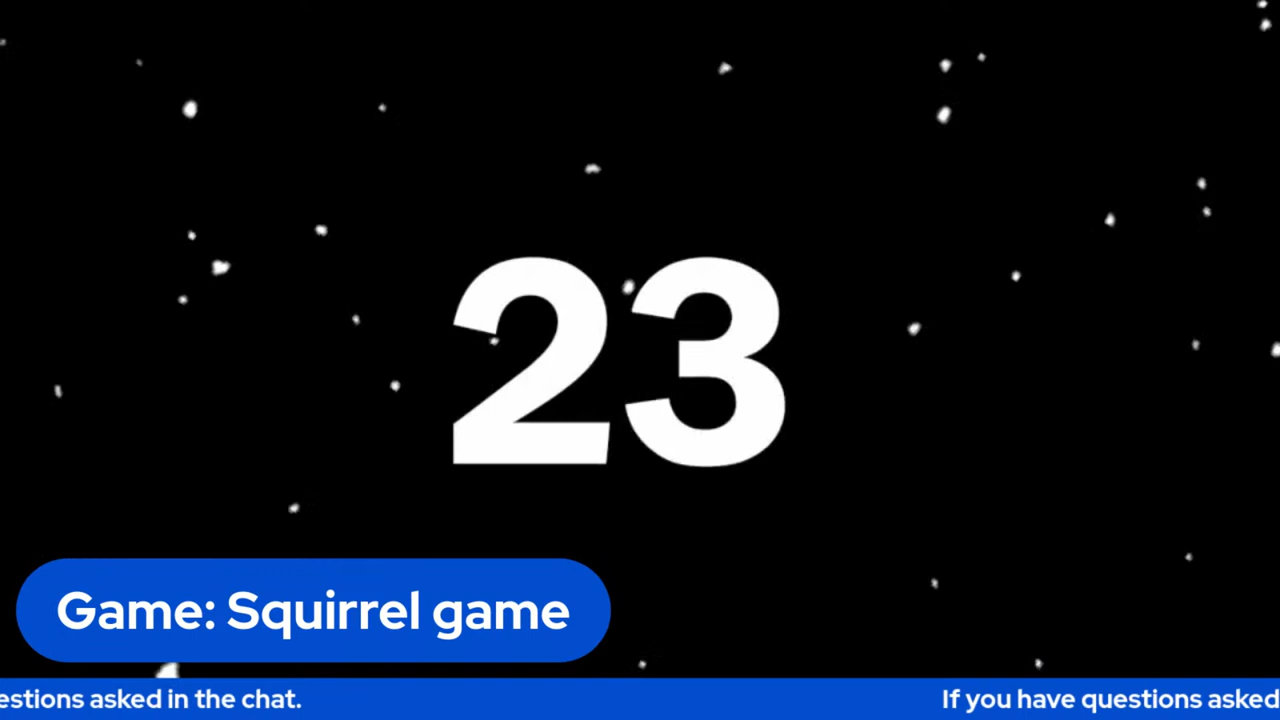 23
Game: Squirrel game
estions asked in the chat.
If you have questions asked